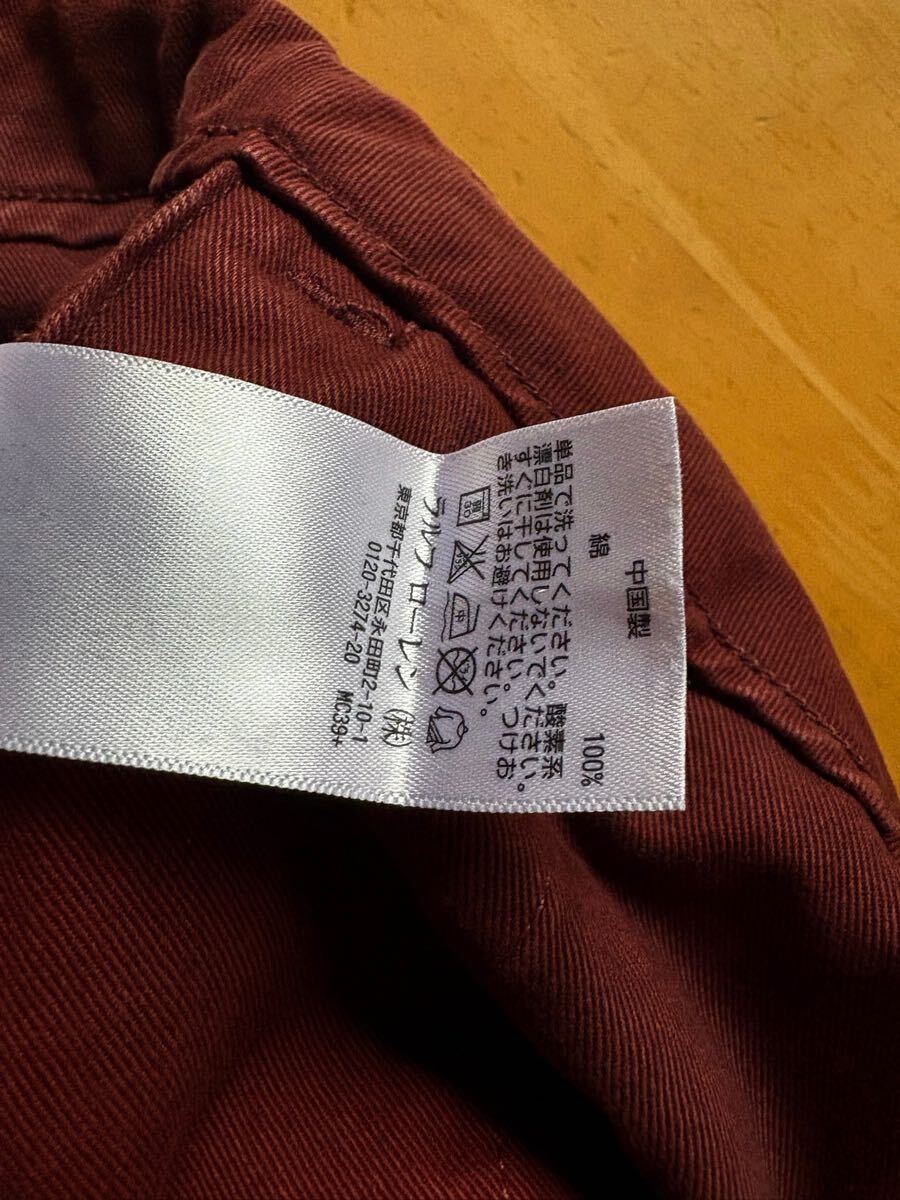 中国製
綿 100%
単品で洗ってください。酸素系
漂白剤は使用しないでください。
すぐに干してください。つけお
き洗いはお避けください。
中
ラルフ ローレン ㈱
東京都千代田区永田町2-10-1
0120-3274-20 MC39+